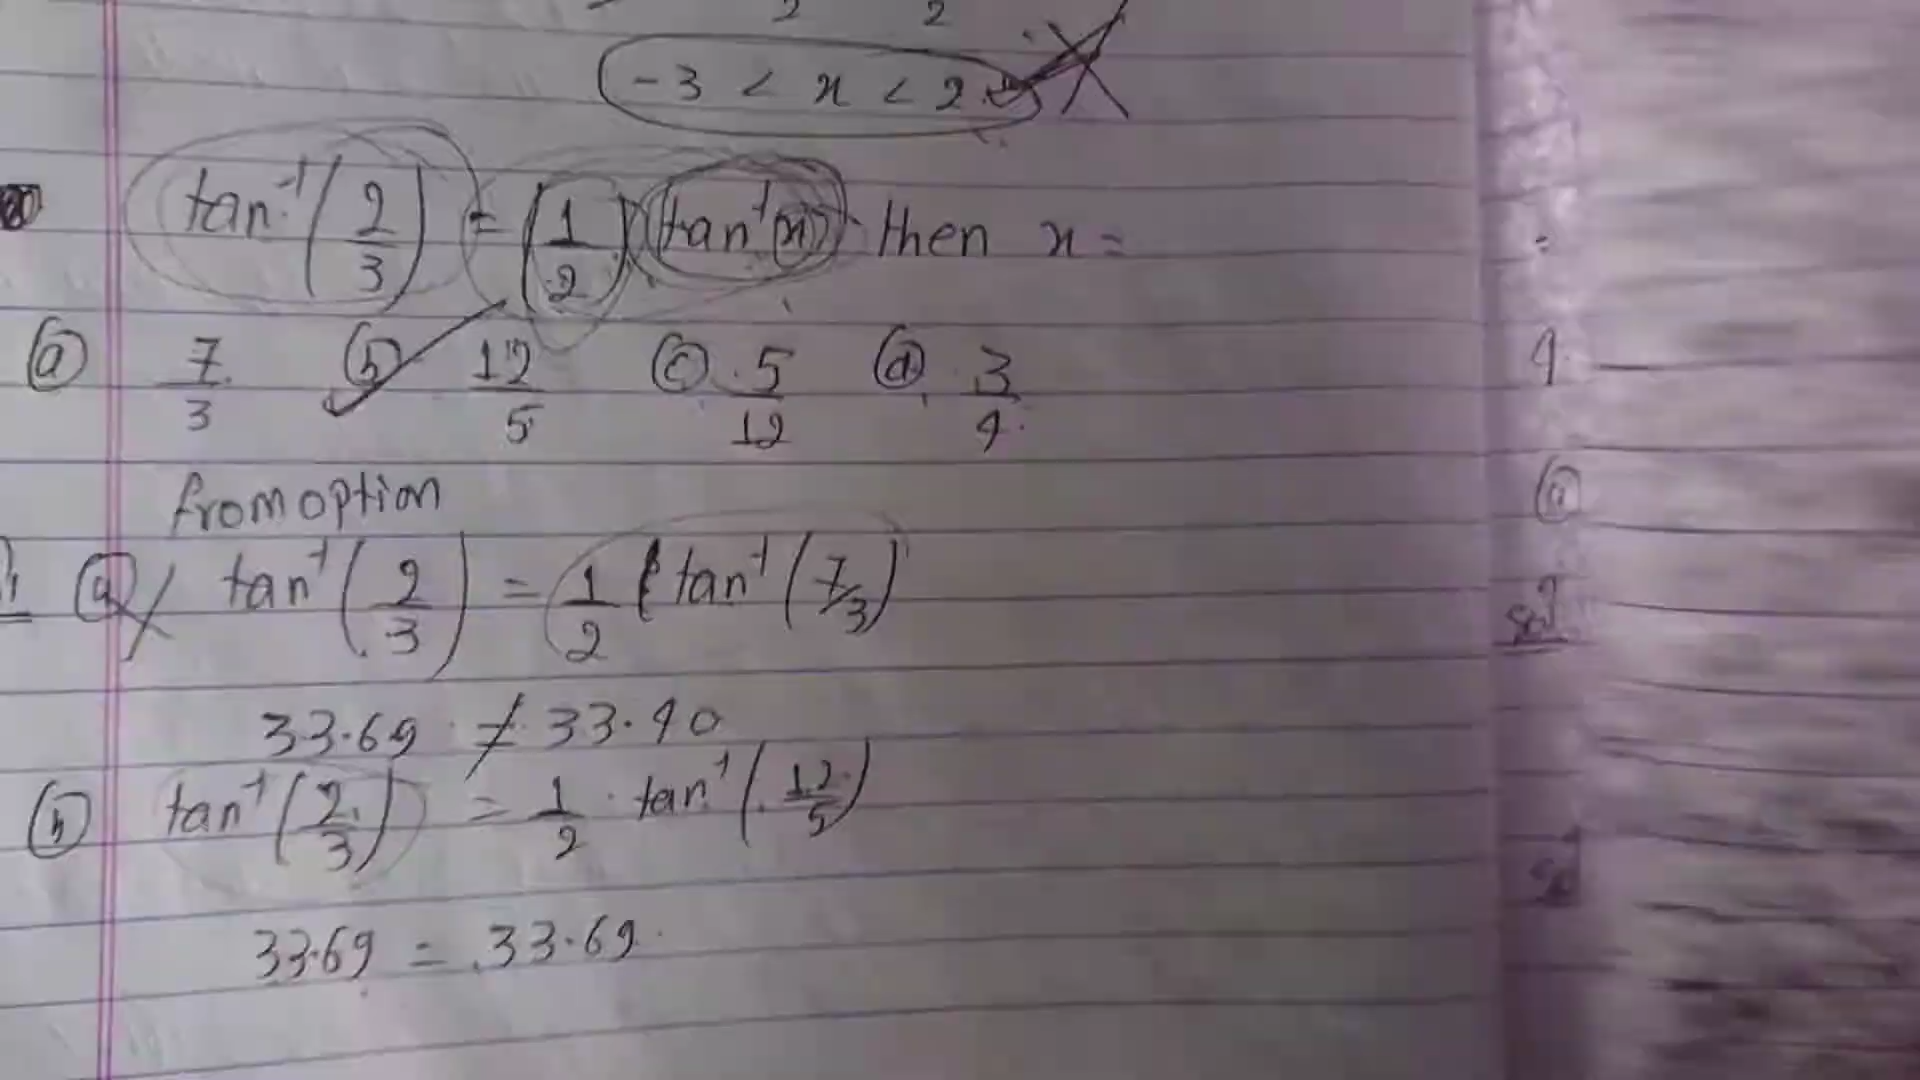 2 2
-3 < x < 2
tan⁻¹(2/3) = (1/2)(tan⁻¹(x)) then x =
(a) 7/3 (b) 12/5 (c) 5/12 (d) 3/4
from option
(a) tan⁻¹(2/3) = 1/2 (tan⁻¹(7/3)
33.69 ≠ 33.40
(b) tan⁻¹(2/3) = 1/2 . tan⁻¹(12/5)
33.69 = 33.69